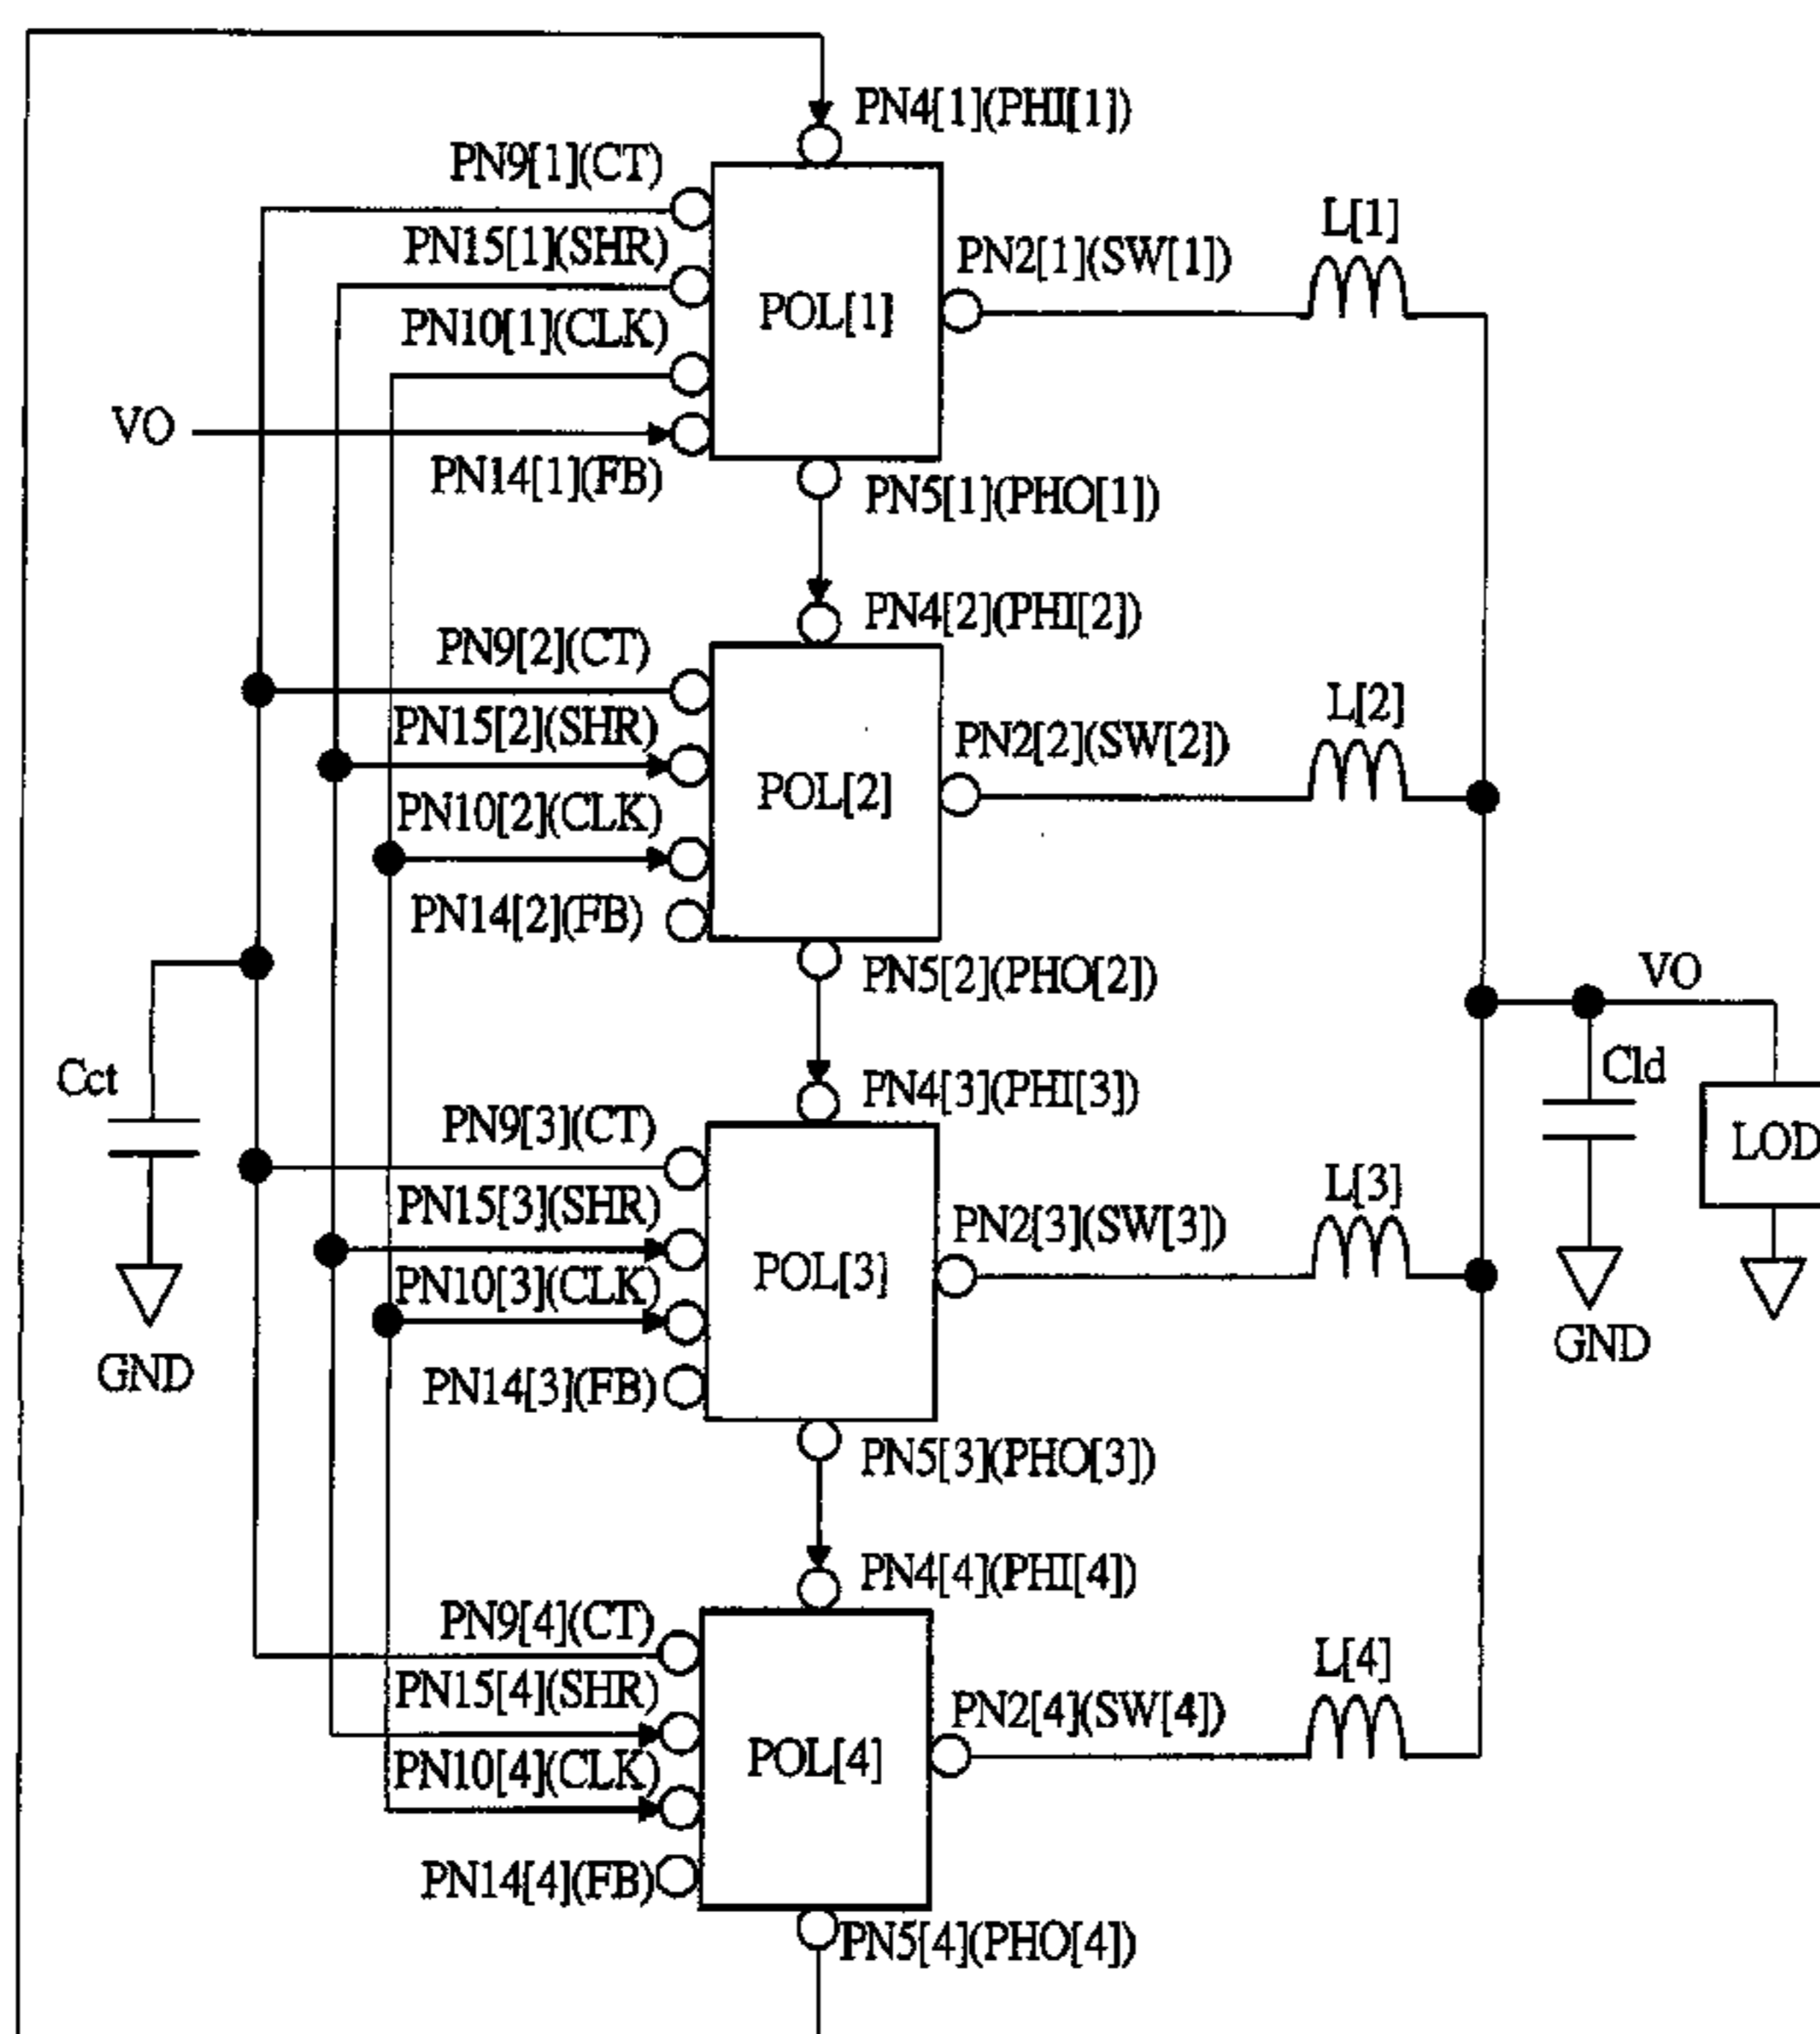 PN4[1](PHI[1])
PN9[1](CT)
L[1]
PN15[1](SHR)
PN2[1](SW[1])
POL[1]
PN10[1](CLK)
VO
PN14[1](FB)
PN5[1](PHO[1])
PN4[2](PHI[2])
PN9[2](CT)
L[2]
PN15[2](SHR)
PN2[2](SW[2])
POL[2]
PN10[2](CLK)
PN14[2](FB)
PN5[2](PHO[2])
VO
Cct
Cld
PN4[3](PHI[3])
PN9[3](CT)
LOD
L[3]
PN15[3](SHR)
PN2[3](SW[3])
POL[3]
PN10[3](CLK)
GND
GND
PN14[3](FB)
PN5[3](PHO[3])
PN4[4](PHI[4])
PN9[4](CT)
L[4]
PN15[4](SHR)
PN2[4](SW[4])
POL[4]
PN10[4](CLK)
PN14[4](FB)
PN5[4](PHO[4])